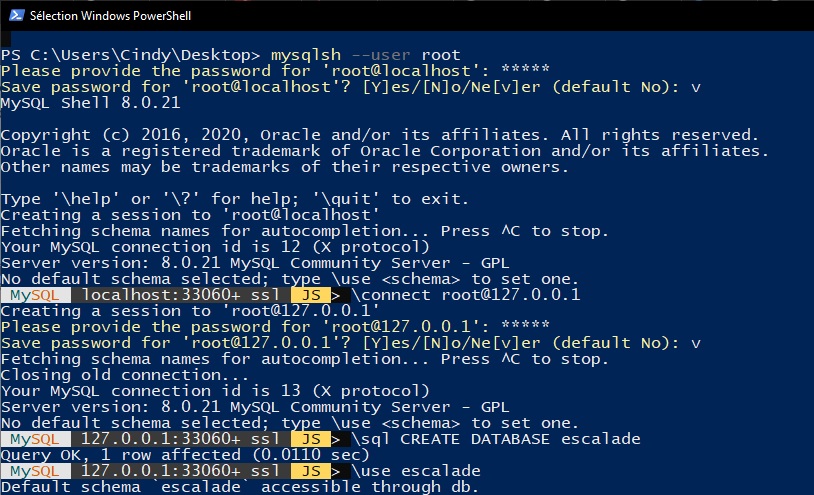 Sélection Windows PowerShell
PS C:\Users\Cindy\Desktop> mysqlsh --user root
Please provide the password for 'root@localhost': *****
Save password for 'root@localhost'? [Y]es/[N]o/Ne[v]er (default No): v
MySQL Shell 8.0.21
Copyright (c) 2016, 2020, Oracle and/or its affiliates. All rights reserved.
Oracle is a registered trademark of Oracle Corporation and/or its affiliates.
Other names may be trademarks of their respective owners.
Type '\help' or '\?' for help; '\quit' to exit.
Creating a session to 'root@localhost'
Fetching schema names for autocompletion... Press ^C to stop.
Your MySQL connection id is 12 (X protocol)
Server version: 8.0.21 MySQL Community Server - GPL
No default schema selected; type \use <schema> to set one.
MySQL localhost:33060+ ssl JS > \connect root@127.0.0.1
Creating a session to 'root@127.0.0.1'
Please provide the password for 'root@127.0.0.1': *****
Save password for 'root@127.0.0.1'? [Y]es/[N]o/Ne[v]er (default No): v
Fetching schema names for autocompletion... Press ^C to stop.
Closing old connection...
Your MySQL connection id is 13 (X protocol)
Server version: 8.0.21 MySQL Community Server - GPL
No default schema selected; type \use <schema> to set one.
MySQL 127.0.0.1:33060+ ssl JS > \sql CREATE DATABASE escalade
Query OK, 1 row affected (0.0110 sec)
MySQL 127.0.0.1:33060+ ssl JS > \use escalade
Default schema `escalade` accessible through db.